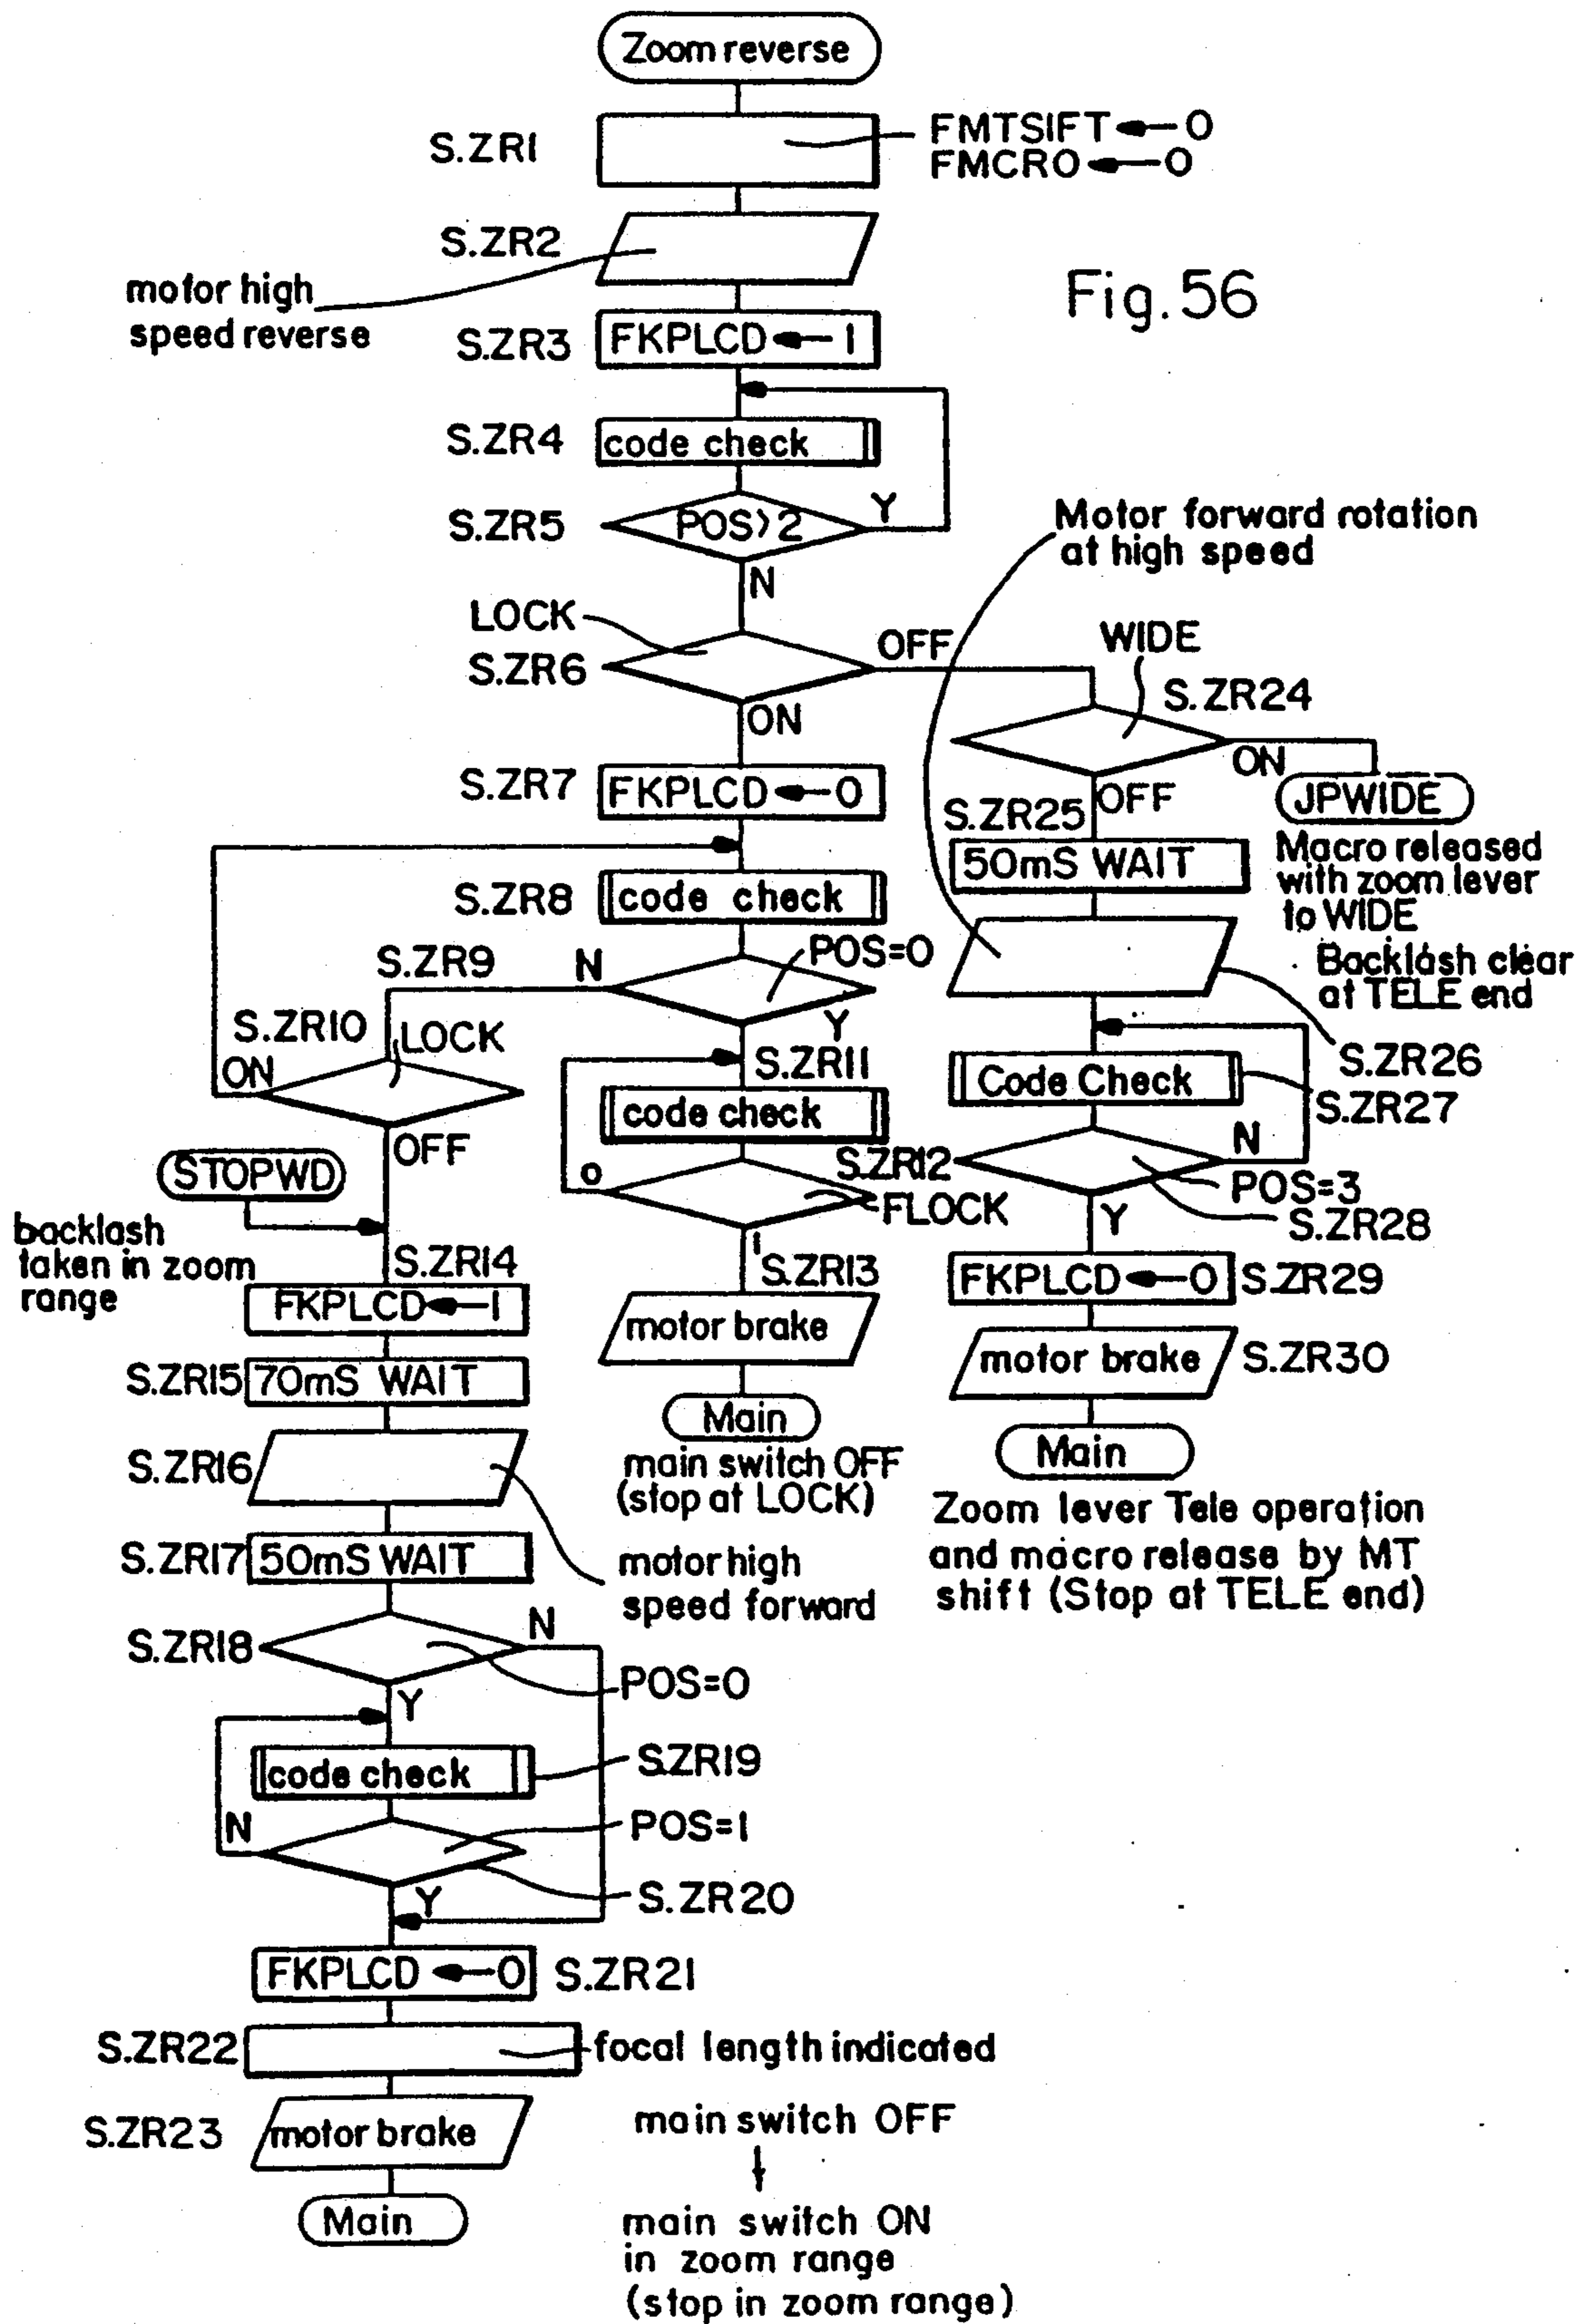 Zoom reverse
S.ZR1
FMTSIFT ← 0
FMCRO ← 0
S.ZR2
motor high
speed reverse
Fig. 56
S.ZR3
FKPLCD ← 1
S.ZR4
code check
S.ZR5
POS>2
Y
N
Motor forward rotation
at high speed
LOCK
S.ZR6
OFF
ON
WIDE
S.ZR24
ON
OFF
JPWIDE
Macro released
with zoom lever
to WIDE
S.ZR7
FKPLCD ← 0
S.ZR25
50mS WAIT
S.ZR8
code check
S.ZR9
N
POS=0
Y
Backlash clear
at TELE end
S.ZR10
LOCK
ON
OFF
S.ZR11
code check
S.ZR26
Code Check
S.ZR27
STOPWD
S.ZR12
0
FLOCK
1
N
POS=3
S.ZR28
Y
backlash
taken in zoom
range
S.ZR14
FKPLCD ← 1
S.ZR13
motor brake
FKPLCD ← 0
S.ZR29
S.ZR15
70mS WAIT
motor brake
S.ZR30
Main
main switch OFF
(stop at LOCK)
Main
Zoom lever Tele operation
and macro release by MT
shift (Stop at TELE end)
S.ZR16
motor high
speed forward
S.ZR17
50mS WAIT
S.ZR18
N
POS=0
Y
code check
S.ZR19
N
POS=1
S.ZR20
Y
FKPLCD ← 0
S.ZR21
S.ZR22
focal length indicated
S.ZR23
motor brake
Main
main switch OFF
↓
main switch ON
in zoom range
(stop in zoom range)